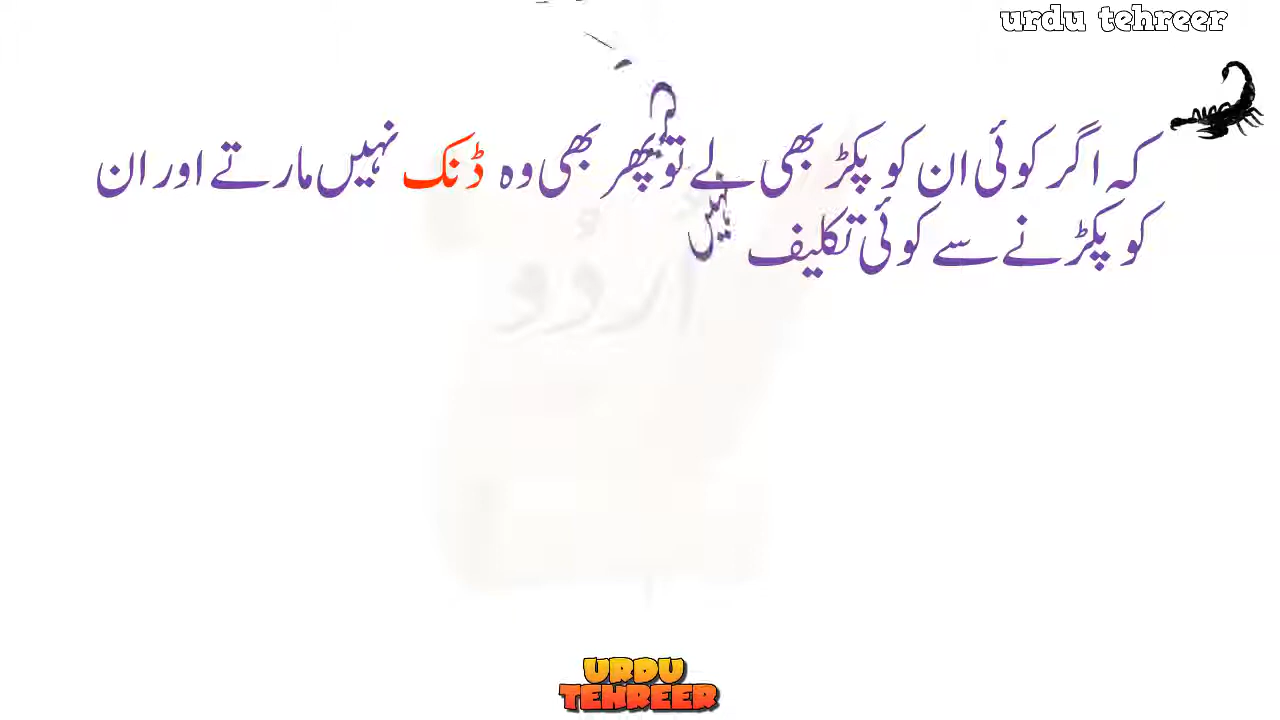 urdu tehreer
کہ اگر کوئی ان کو پکڑ بھی لے تو پھر بھی وہ ڈنک نہیں مارتے اور ان
کو پکڑنے سے کوئی تکلیف نہیں
اُردُو
URDU
TEHREER